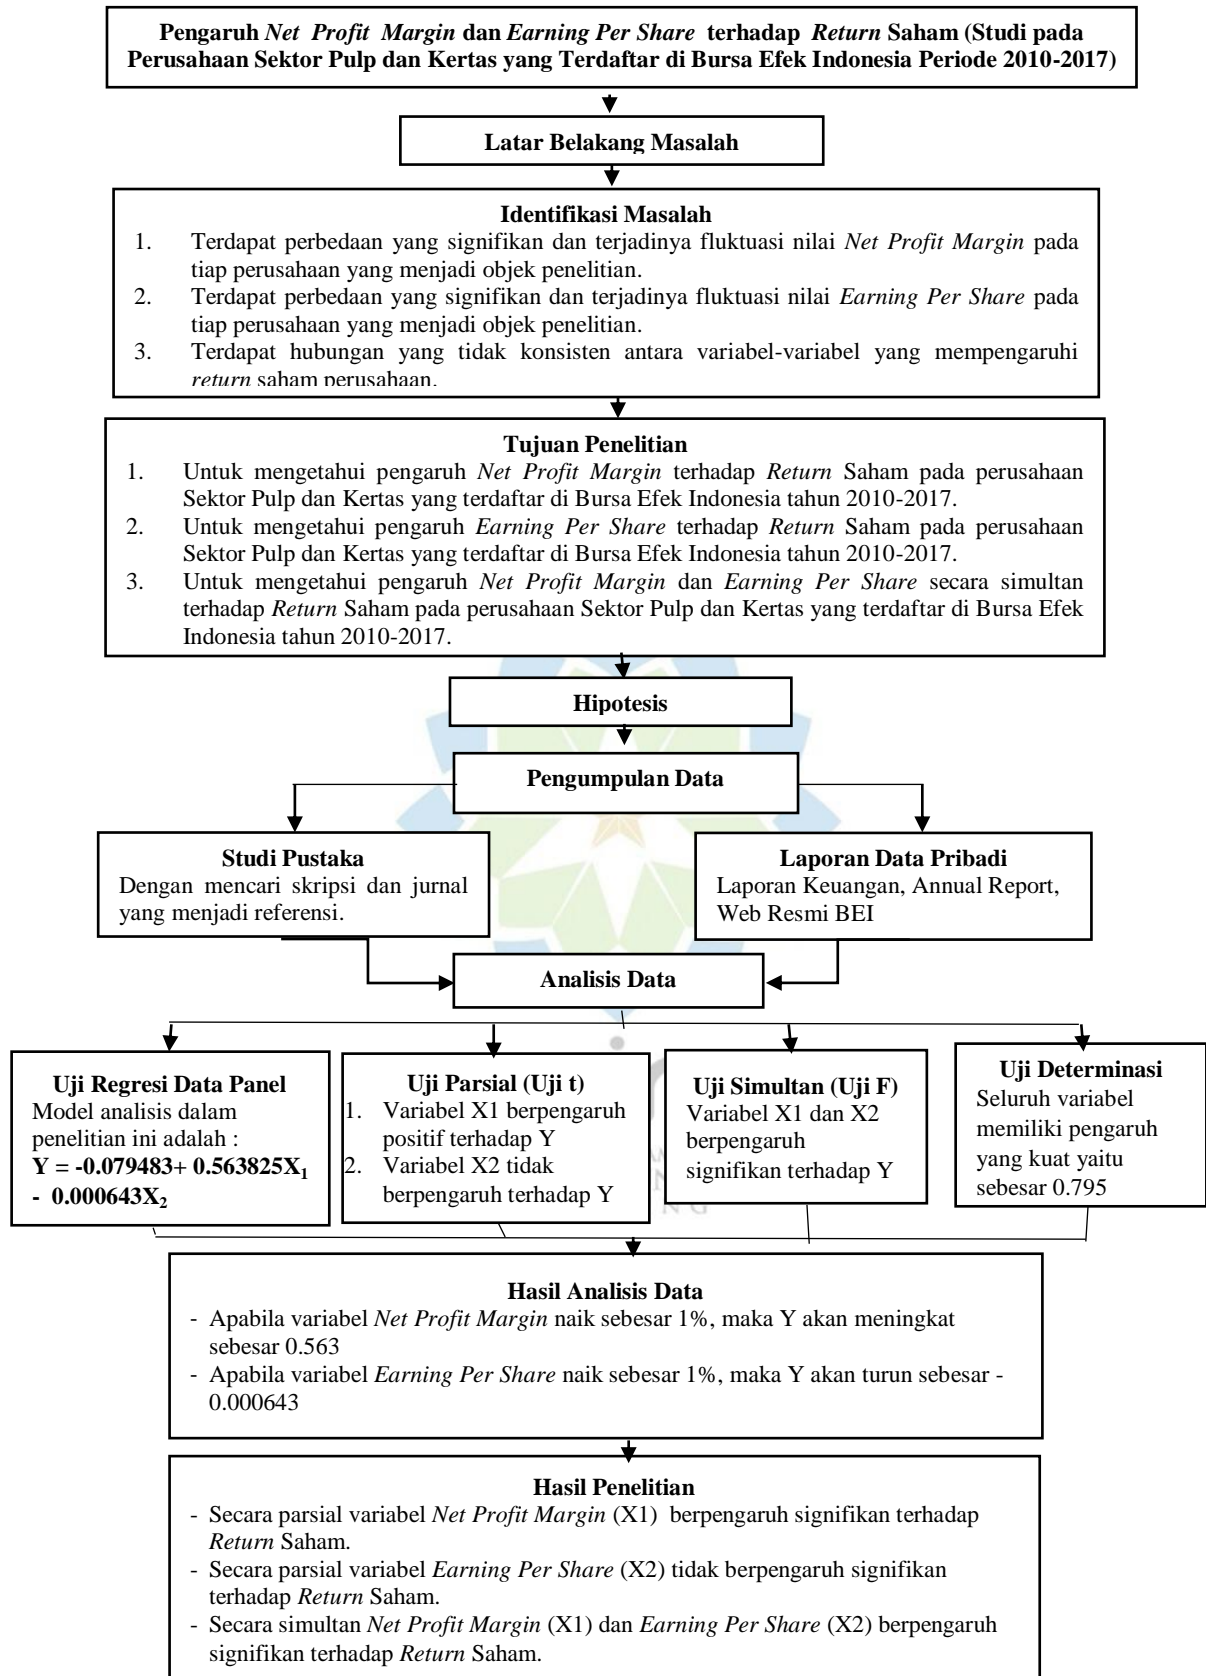 Pengaruh Net Profit Margin dan Earning Per Share terhadap Return Saham (Studi pada
Perusahaan Sektor Pulp dan Kertas yang Terdaftar di Bursa Efek Indonesia Periode 2010-2017)
Latar Belakang Masalah
Identifikasi Masalah
1. Terdapat perbedaan yang signifikan dan terjadinya fluktuasi nilai Net Profit Margin pada
tiap perusahaan yang menjadi objek penelitian.
2. Terdapat perbedaan yang signifikan dan terjadinya fluktuasi nilai Earning Per Share pada
tiap perusahaan yang menjadi objek penelitian.
3. Terdapat hubungan yang tidak konsisten antara variabel-variabel yang mempengaruhi
return saham perusahaan.
Tujuan Penelitian
1. Untuk mengetahui pengaruh Net Profit Margin terhadap Return Saham pada perusahaan
Sektor Pulp dan Kertas yang terdaftar di Bursa Efek Indonesia tahun 2010-2017.
2. Untuk mengetahui pengaruh Earning Per Share terhadap Return Saham pada perusahaan
Sektor Pulp dan Kertas yang terdaftar di Bursa Efek Indonesia tahun 2010-2017.
3. Untuk mengetahui pengaruh Net Profit Margin dan Earning Per Share secara simultan
terhadap Return Saham pada perusahaan Sektor Pulp dan Kertas yang terdaftar di Bursa Efek
Indonesia tahun 2010-2017.
Hipotesis
Pengumpulan Data
Studi Pustaka
Dengan mencari skripsi dan jurnal
yang menjadi referensi.
Laporan Data Pribadi
Laporan Keuangan, Annual Report,
Web Resmi BEI
Analisis Data
Uji Regresi Data Panel
Model analisis dalam
penelitian ini adalah :
Y = -0.079483+ 0.563825X1
- 0.000643X2
Uji Parsial (Uji t)
1. Variabel X1 berpengaruh
positif terhadap Y
2. Variabel X2 tidak
berpengaruh terhadap Y
Uji Simultan (Uji F)
Variabel X1 dan X2
berpengaruh
signifikan terhadap Y
Uji Determinasi
Seluruh variabel
memiliki pengaruh
yang kuat yaitu
sebesar 0.795
Hasil Analisis Data
- Apabila variabel Net Profit Margin naik sebesar 1%, maka Y akan meningkat
sebesar 0.563
- Apabila variabel Earning Per Share naik sebesar 1%, maka Y akan turun sebesar -
0.000643
Hasil Penelitian
- Secara parsial variabel Net Profit Margin (X1) berpengaruh signifikan terhadap
Return Saham.
- Secara parsial variabel Earning Per Share (X2) tidak berpengaruh signifikan
terhadap Return Saham.
- Secara simultan Net Profit Margin (X1) dan Earning Per Share (X2) berpengaruh
signifikan terhadap Return Saham.